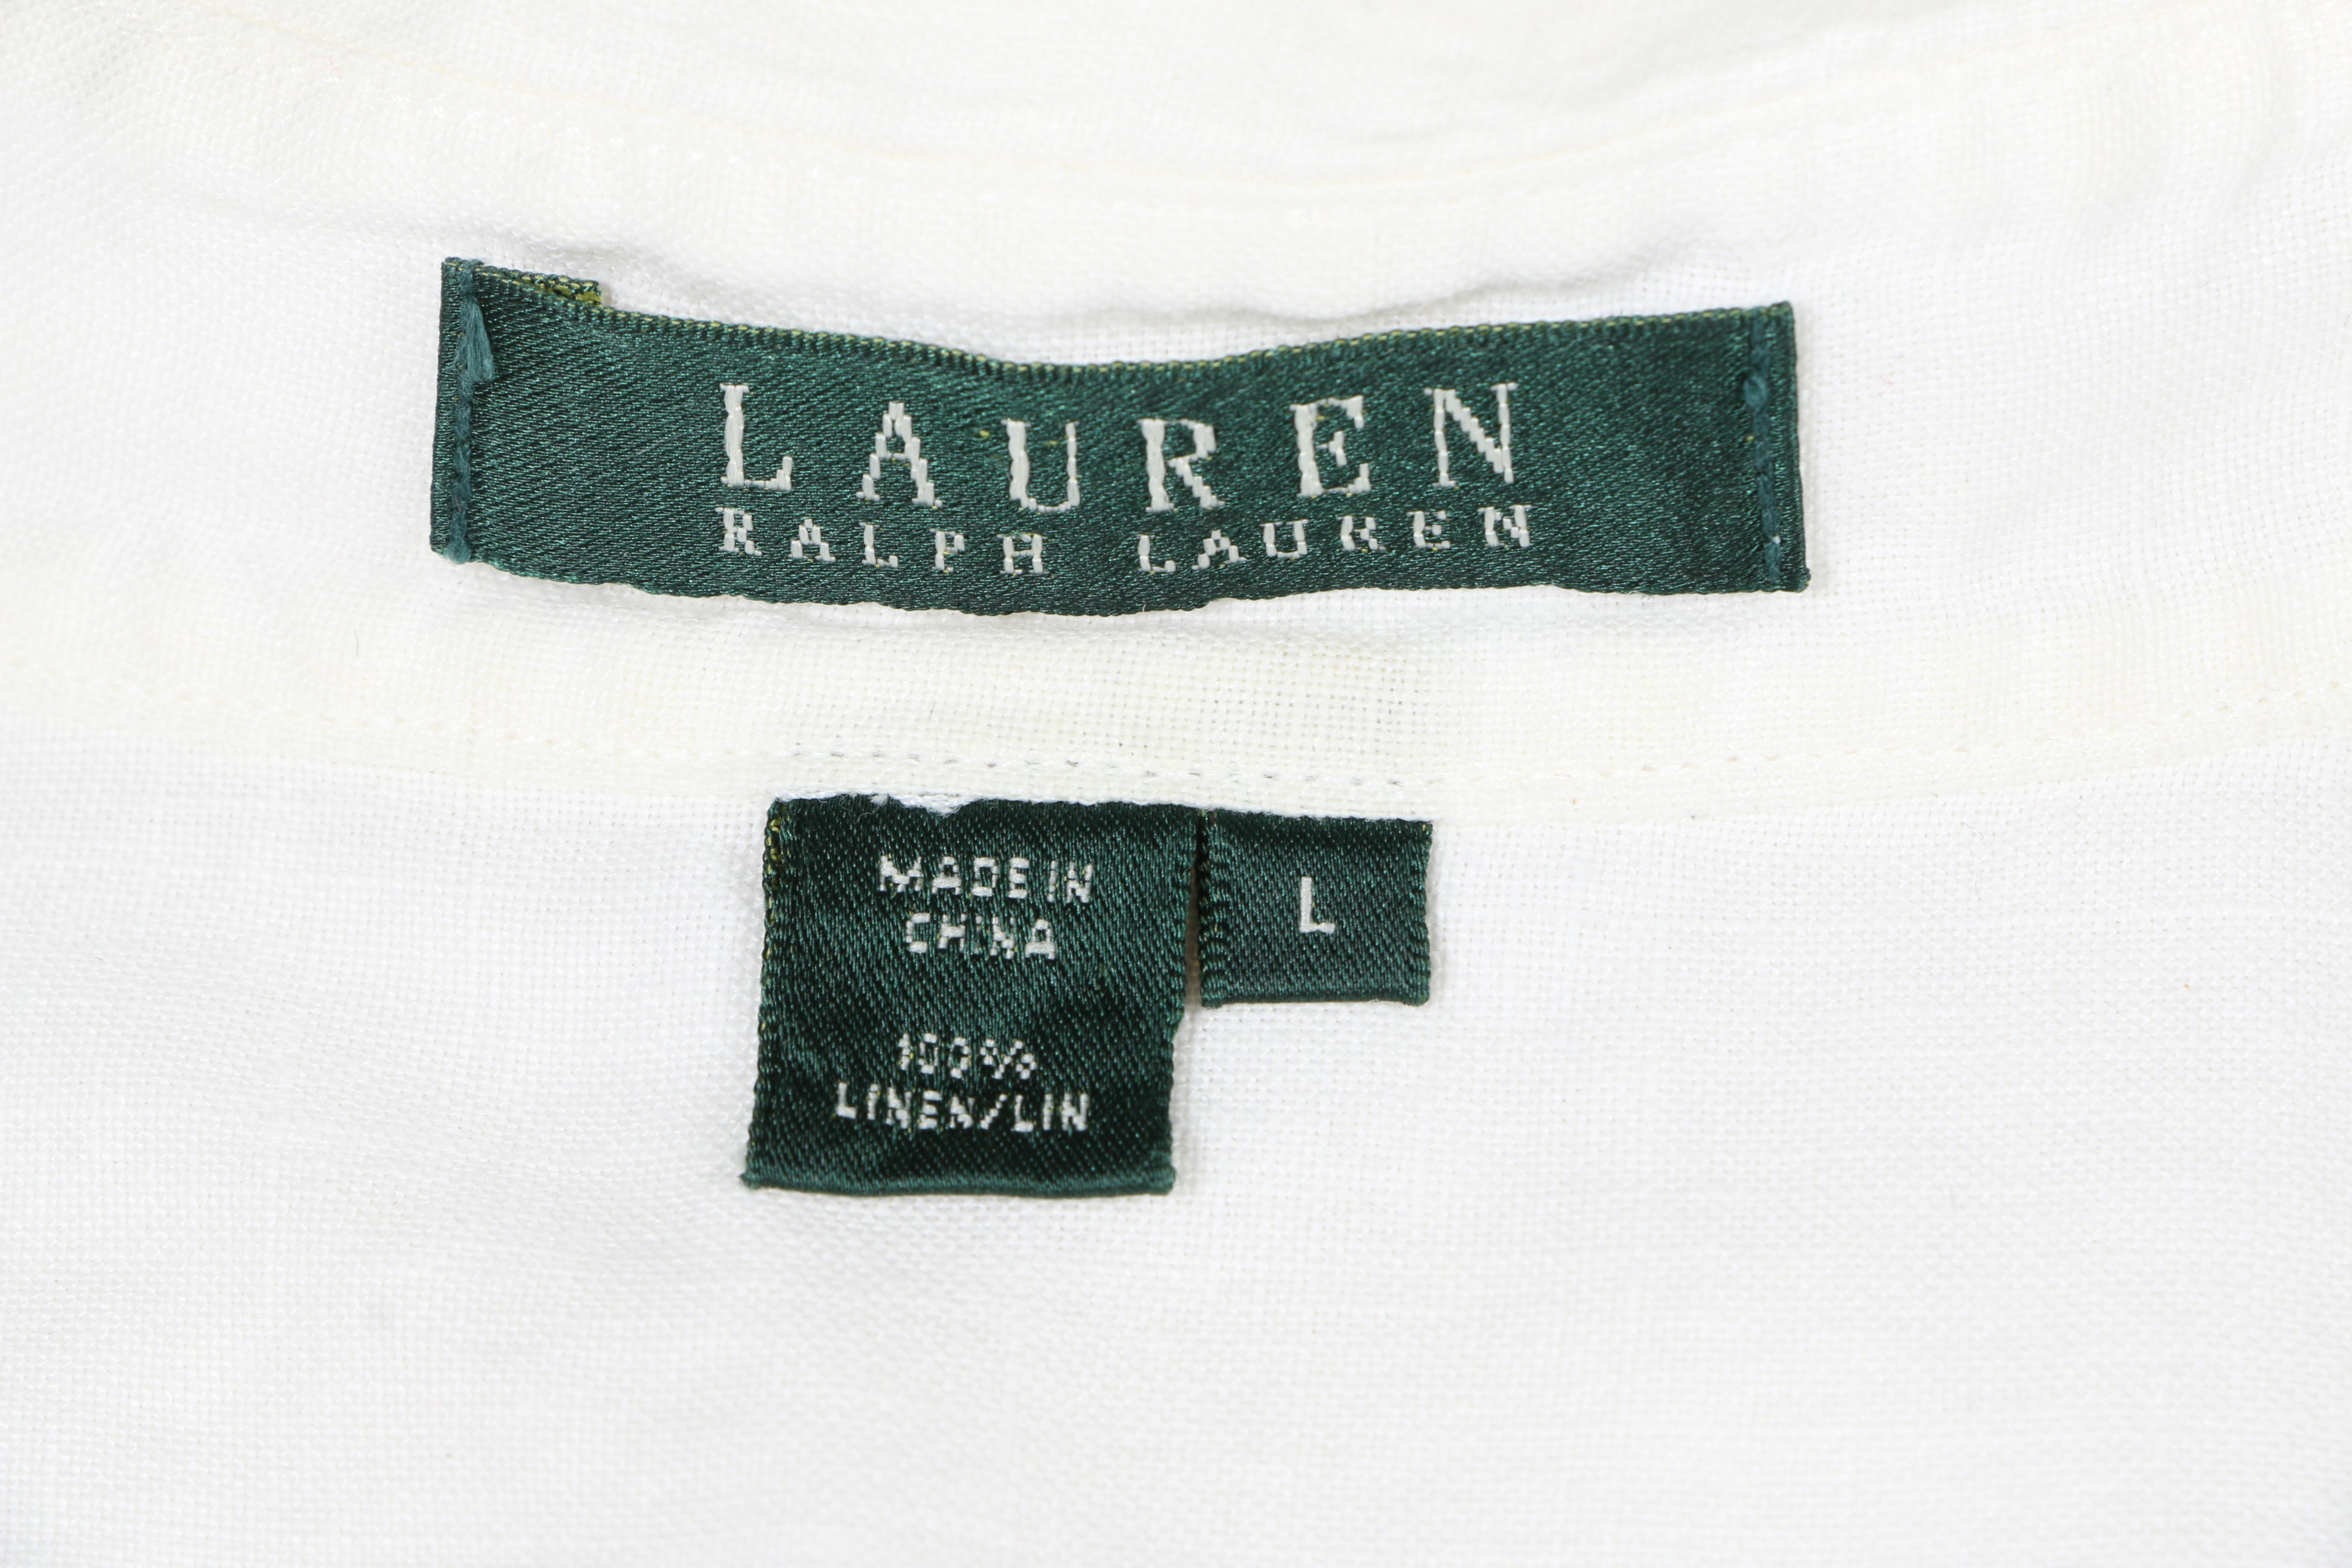 LAUREN
RALPH LAUREN
MADE IN
CHINA
L
100%
LINEN/LIN